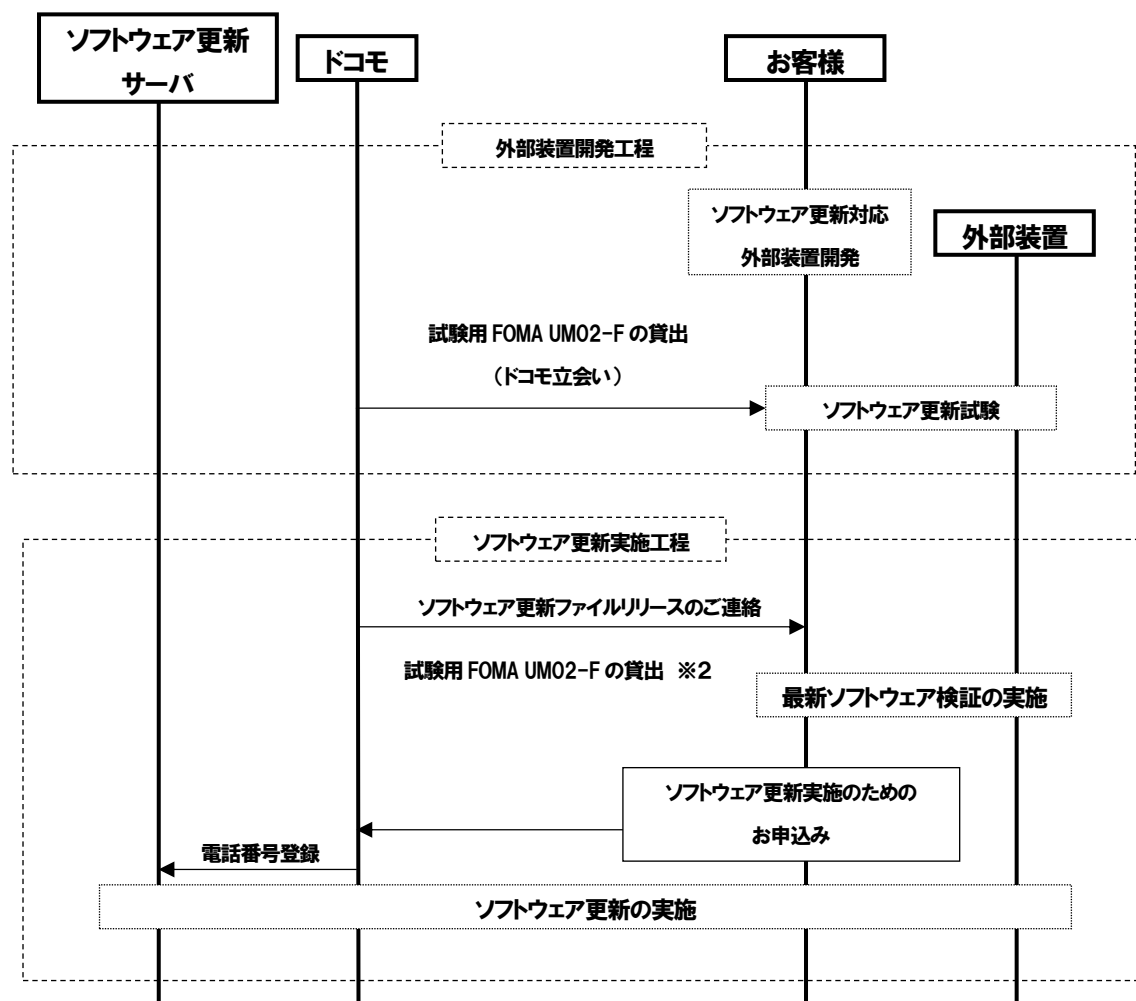 ソフトウェア更新
サーバ
ドコモ
お客様
外部装置開発工程
ソフトウェア更新対応
外部装置開発
外部装置
試験用 FOMA UM02-F の貸出
（ドコモ立会い）
ソフトウェア更新試験
ソフトウェア更新実施工程
ソフトウェア更新ファイルリリースのご連絡
試験用 FOMA UM02-F の貸出 ※2
最新ソフトウェア検証の実施
ソフトウェア更新実施のための
お申込み
電話番号登録
ソフトウェア更新の実施